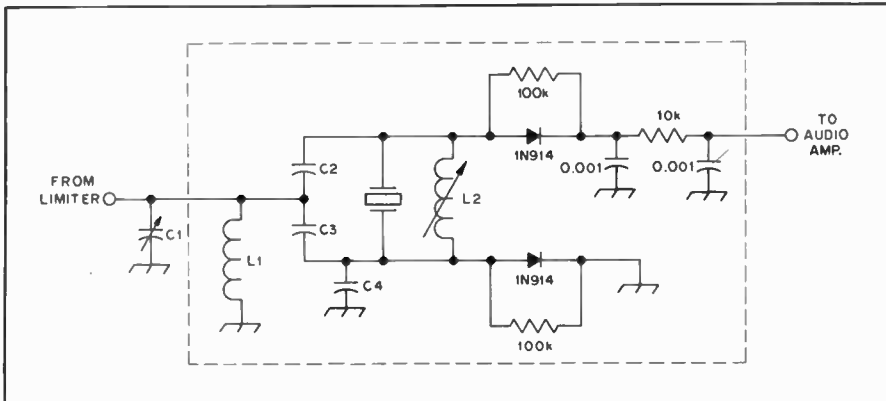 100k
1N914
10k
TO
AUDIO
AMP.
0.001
0.001
FROM
LIMITER
C1
L1
C2
C3
C4
L2
1N914
100k